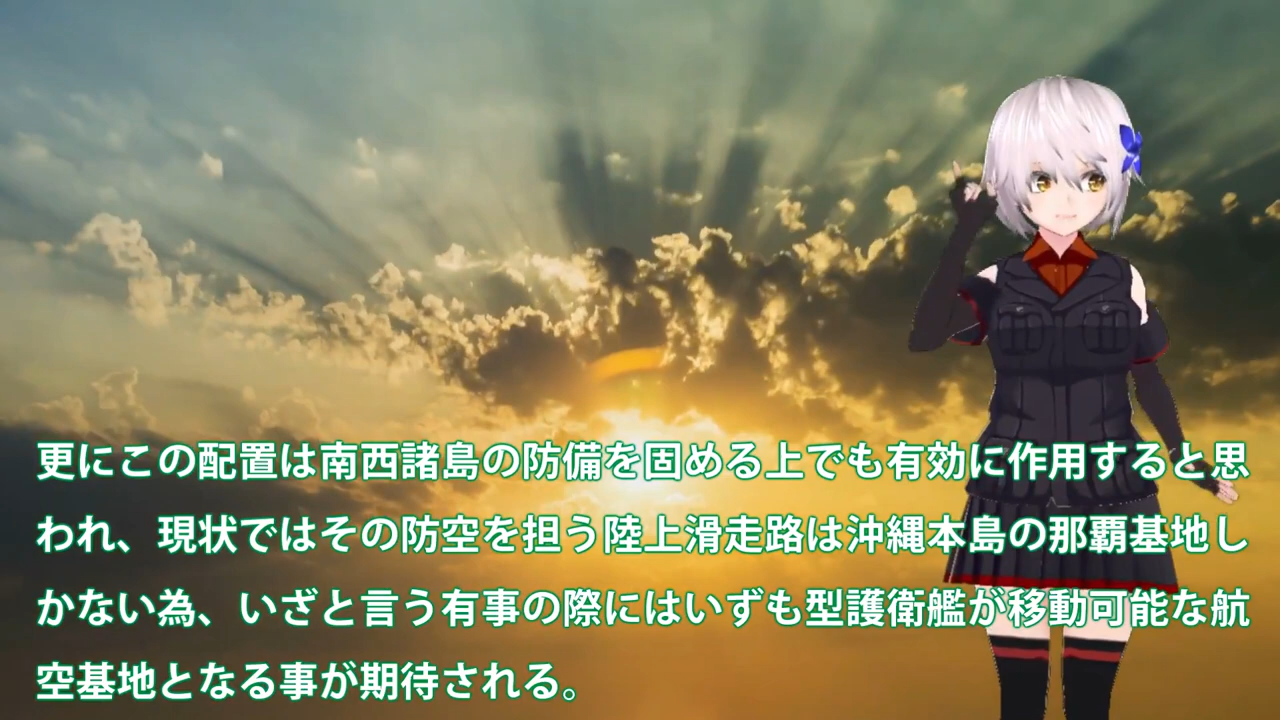 更にこの配置は南西諸島の防備を固める上でも有効に作用すると思
われ、現状ではその防空を担う陸上滑走路は沖縄本島の那覇基地し
かない為、いざと言う有事の際にはいずも型護衛艦が移動可能な航
空基地となる事が期待される。